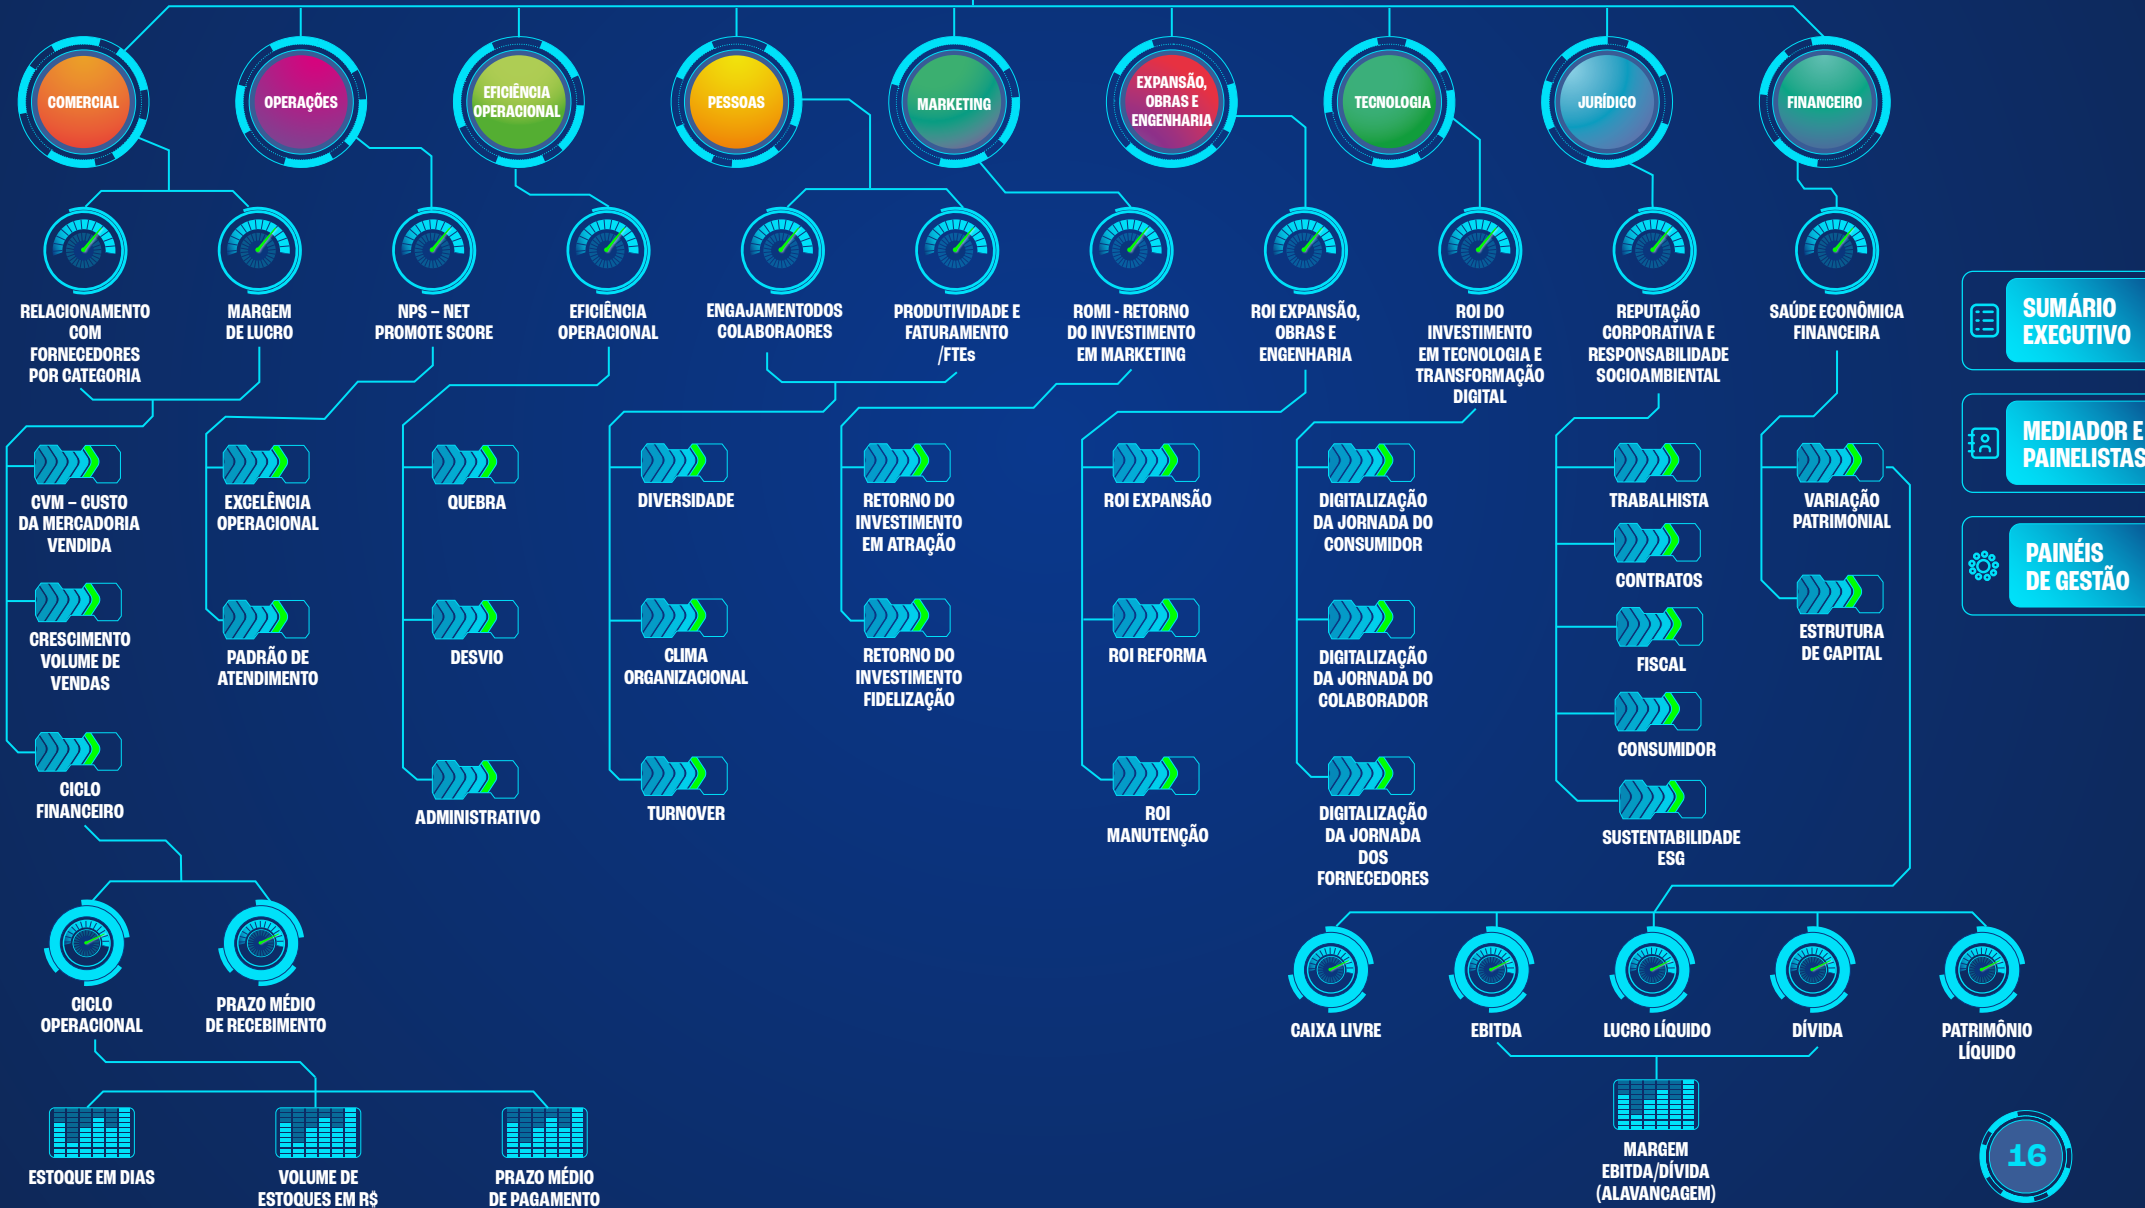 COMERCIAL
OPERAÇÕES
EFICIÊNCIA
OPERACIONAL
PESSOAS
MARKETING
EXPANSÃO,
OBRAS E
ENGENHARIA
TECNOLOGIA
JURÍDICO
FINANCEIRO
RELACIONAMENTO
COM
FORNECEDORES
POR CATEGORIA
MARGEM
DE LUCRO
NPS – NET
PROMOTE SCORE
EFICIÊNCIA
OPERACIONAL
ENGAJAMENTODOS
COLABORAORES
PRODUTIVIDADE E
FATURAMENTO
/FTEs
ROMI - RETORNO
DO INVESTIMENTO
EM MARKETING
ROI EXPANSÃO,
OBRAS E
ENGENHARIA
ROI DO
INVESTIMENTO
EM TECNOLOGIA E
TRANSFORMAÇÃO
DIGITAL
REPUTAÇÃO
CORPORATIVA E
RESPONSABILIDADE
SOCIOAMBIENTAL
SAÚDE ECONÔMICA
FINANCEIRA
SUMÁRIO
EXECUTIVO
MEDIADOR E
PAINELISTAS
PAINÉIS
DE GESTÃO
CVM – CUSTO
DA MERCADORIA
VENDIDA
CRESCIMENTO
VOLUME DE
VENDAS
CICLO
FINANCEIRO
EXCELÊNCIA
OPERACIONAL
PADRÃO DE
ATENDIMENTO
QUEBRA
DESVIO
ADMINISTRATIVO
DIVERSIDADE
CLIMA
ORGANIZACIONAL
TURNOVER
RETORNO DO
INVESTIMENTO
EM ATRAÇÃO
RETORNO DO
INVESTIMENTO
FIDELIZAÇÃO
ROI EXPANSÃO
ROI REFORMA
ROI
MANUTENÇÃO
DIGITALIZAÇÃO
DA JORNADA DO
CONSUMIDOR
DIGITALIZAÇÃO
DA JORNADA DO
COLABORADOR
DIGITALIZAÇÃO
DA JORNADA
DOS
FORNECEDORES
TRABALHISTA
CONTRATOS
FISCAL
CONSUMIDOR
SUSTENTABILIDADE
ESG
VARIAÇÃO
PATRIMONIAL
ESTRUTURA
DE CAPITAL
CICLO
OPERACIONAL
PRAZO MÉDIO
DE RECEBIMENTO
CAIXA LIVRE
EBITDA
LUCRO LÍQUIDO
DÍVIDA
PATRIMÔNIO
LÍQUIDO
ESTOQUE EM DIAS
VOLUME DE
ESTOQUES EM R$
PRAZO MÉDIO
DE PAGAMENTO
MARGEM
EBITDA/DÍVIDA
(ALAVANCAGEM)
16